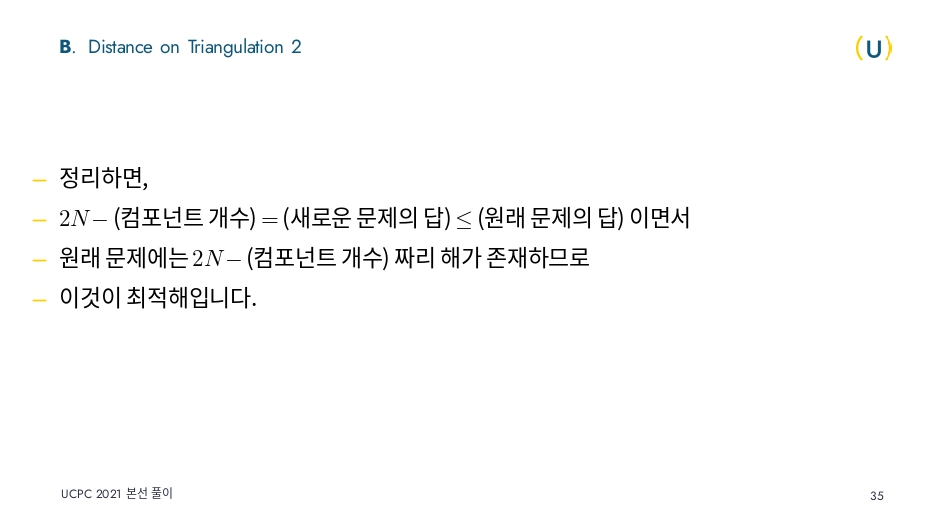 B. Distance on Triangulation 2
(U)
– 정리하면,
– 2N − (컴포넌트 개수) = (새로운 문제의 답) ≤ (원래 문제의 답) 이면서
– 원래 문제에는 2N − (컴포넌트 개수) 짜리 해가 존재하므로
– 이것이 최적해입니다.
UCPC 2021 본선 풀이
35